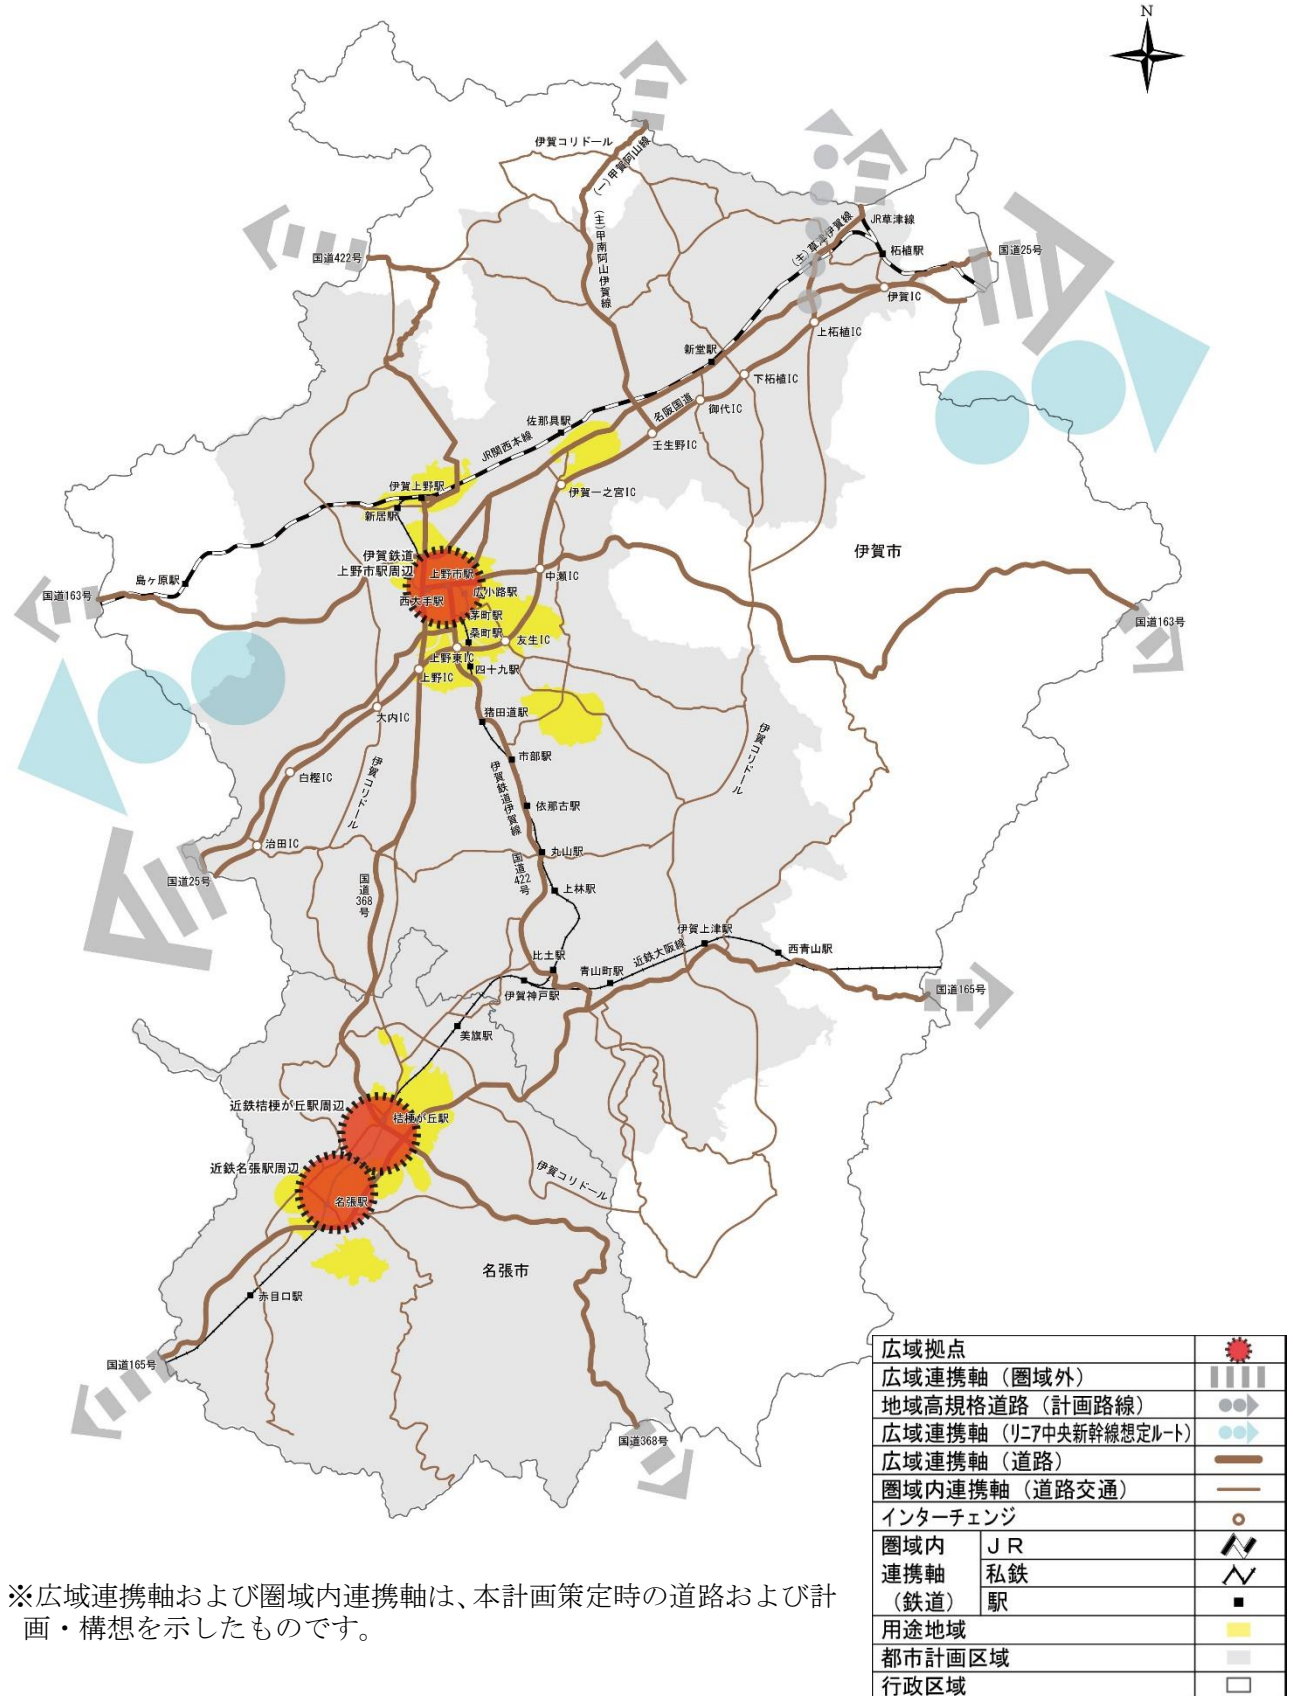 N
伊賀コリドール
(一)甲賀阿山線
(主)甲南阿山伊賀線
(主)草津伊賀線
JR草津線
柘植駅
国道25号
国道422号
伊賀IC
上柘植IC
新堂駅
下柘植IC
名阪国道
御代IC
佐那具駅
壬生野IC
JR関西本線
伊賀上野駅
伊賀一之宮IC
新居駅
伊賀市
伊賀鉄道
上野市駅周辺
上野市駅
中瀬IC
島ヶ原駅
国道163号
西大手駅
広小路駅
茅町駅
国道163号
桑町駅
友生IC
上野東IC
四十九駅
上野IC
大内IC
猪田道駅
伊賀コリドール
市部駅
白樫IC
伊賀コリドール
伊賀鉄道伊賀線
依那古駅
治田IC
丸山駅
国道25号
国道368号
国道422号
上林駅
伊賀上津駅
西青山駅
近鉄大阪線
比土駅
青山町駅
伊賀神戸駅
国道165号
美旗駅
近鉄桔梗が丘駅周辺
桔梗が丘駅
近鉄名張駅周辺
伊賀コリドール
名張駅
名張市
赤目口駅
国道165号
国道368号
広域拠点
広域連携軸（圏域外）
地域高規格道路（計画路線）
広域連携軸（リニア中央新幹線想定ルート）
広域連携軸（道路）
圏域内連携軸（道路交通）
インターチェンジ
圏域内 ＪＲ
連携軸 私鉄
（鉄道） 駅
用途地域
都市計画区域
行政区域
※広域連携軸および圏域内連携軸は、本計画策定時の道路および計
画・構想を示したものです。